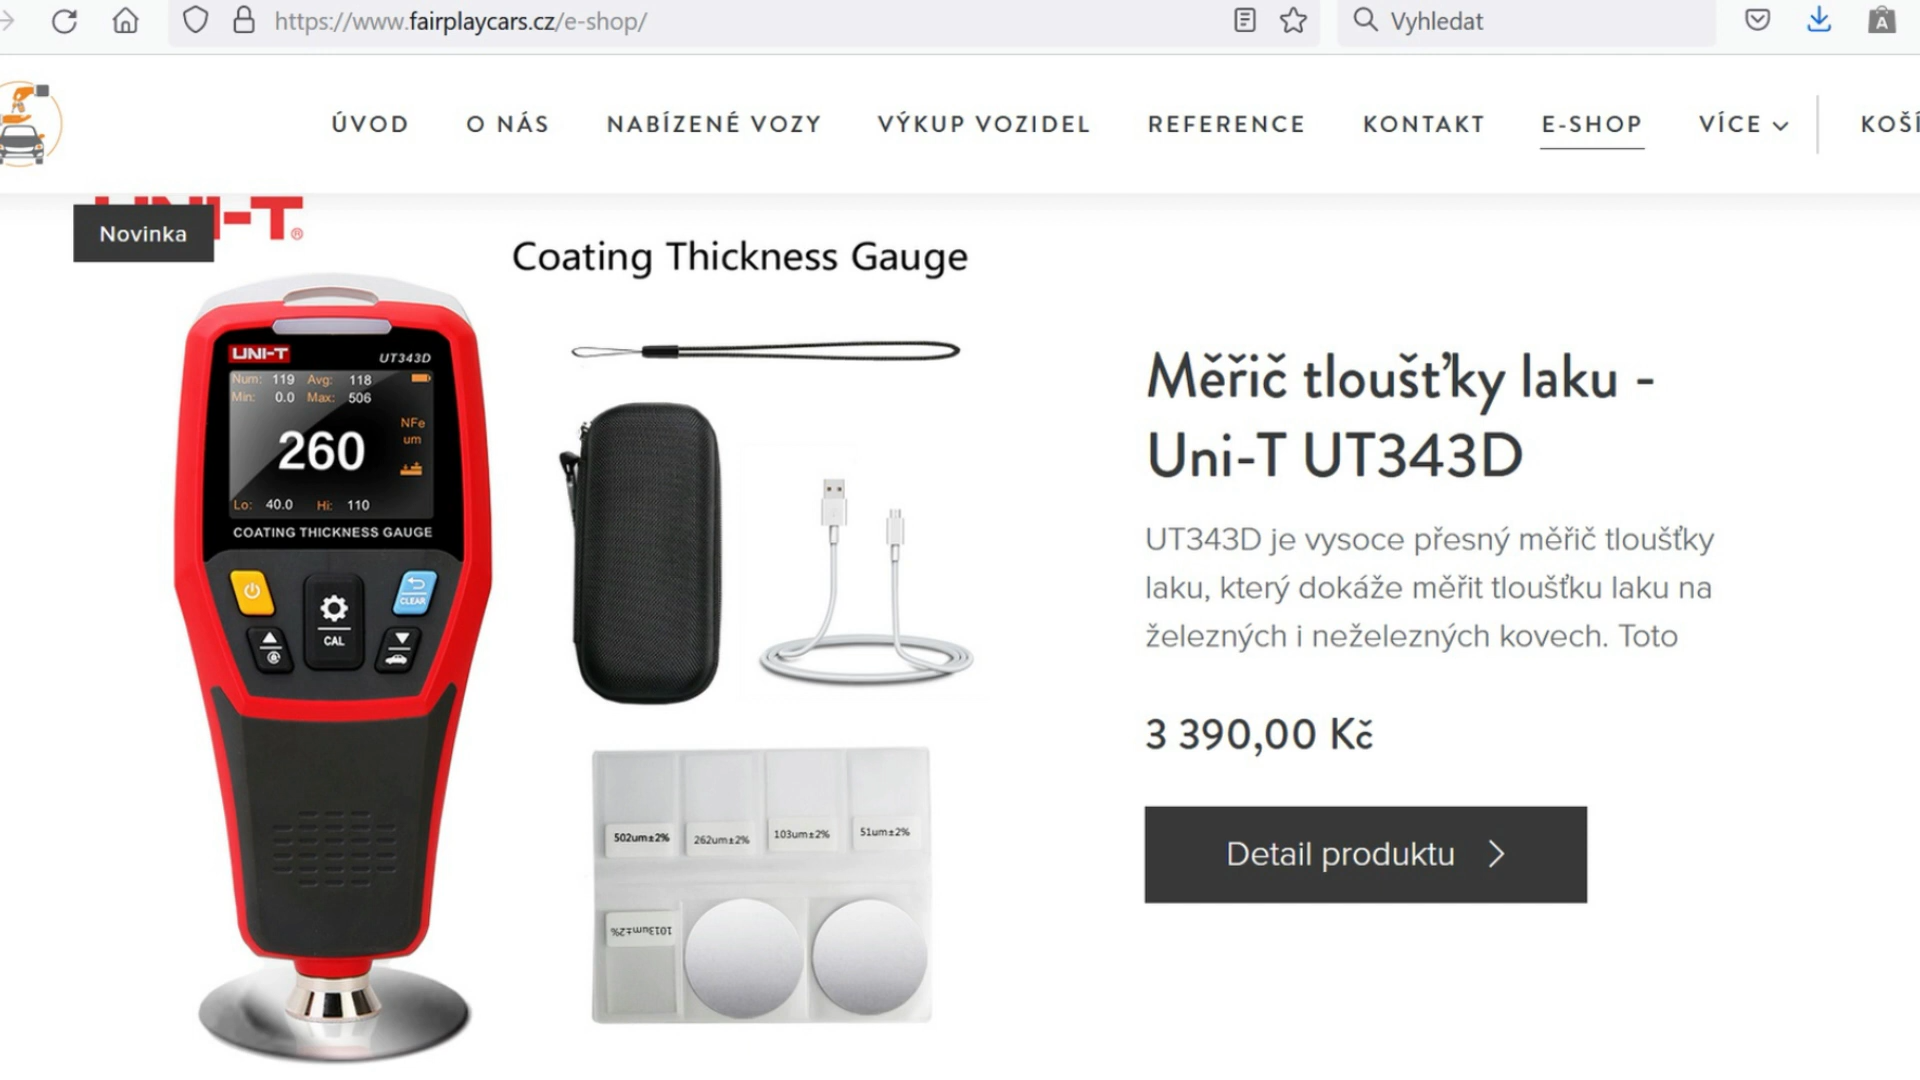 https://www.fairplaycars.cz/e-shop/
Vyhledat
ÚVOD
O NÁS
NABÍZENÉ VOZY
VÝKUP VOZIDEL
REFERENCE
KONTAKT
E-SHOP
VÍCE
Novinka
-T®
Coating Thickness Gauge
UNI-T
UT343D
Num: 119 Avg: 118
Min: 0.0 Max: 506
260
NFe
um
Lo: 40.0 Hi: 110
COATING THICKNESS GAUGE
CLEAR
CAL
502um±2%
262um±2%
103um±2%
51um±2%
1013um±2%
Měřič tloušťky laku -
Uni-T UT343D
UT343D je vysoce přesný měřič tloušťky
laku, který dokáže měřit tloušťku laku na
železných i neželezných kovech. Toto
3 390,00 Kč
Detail produktu